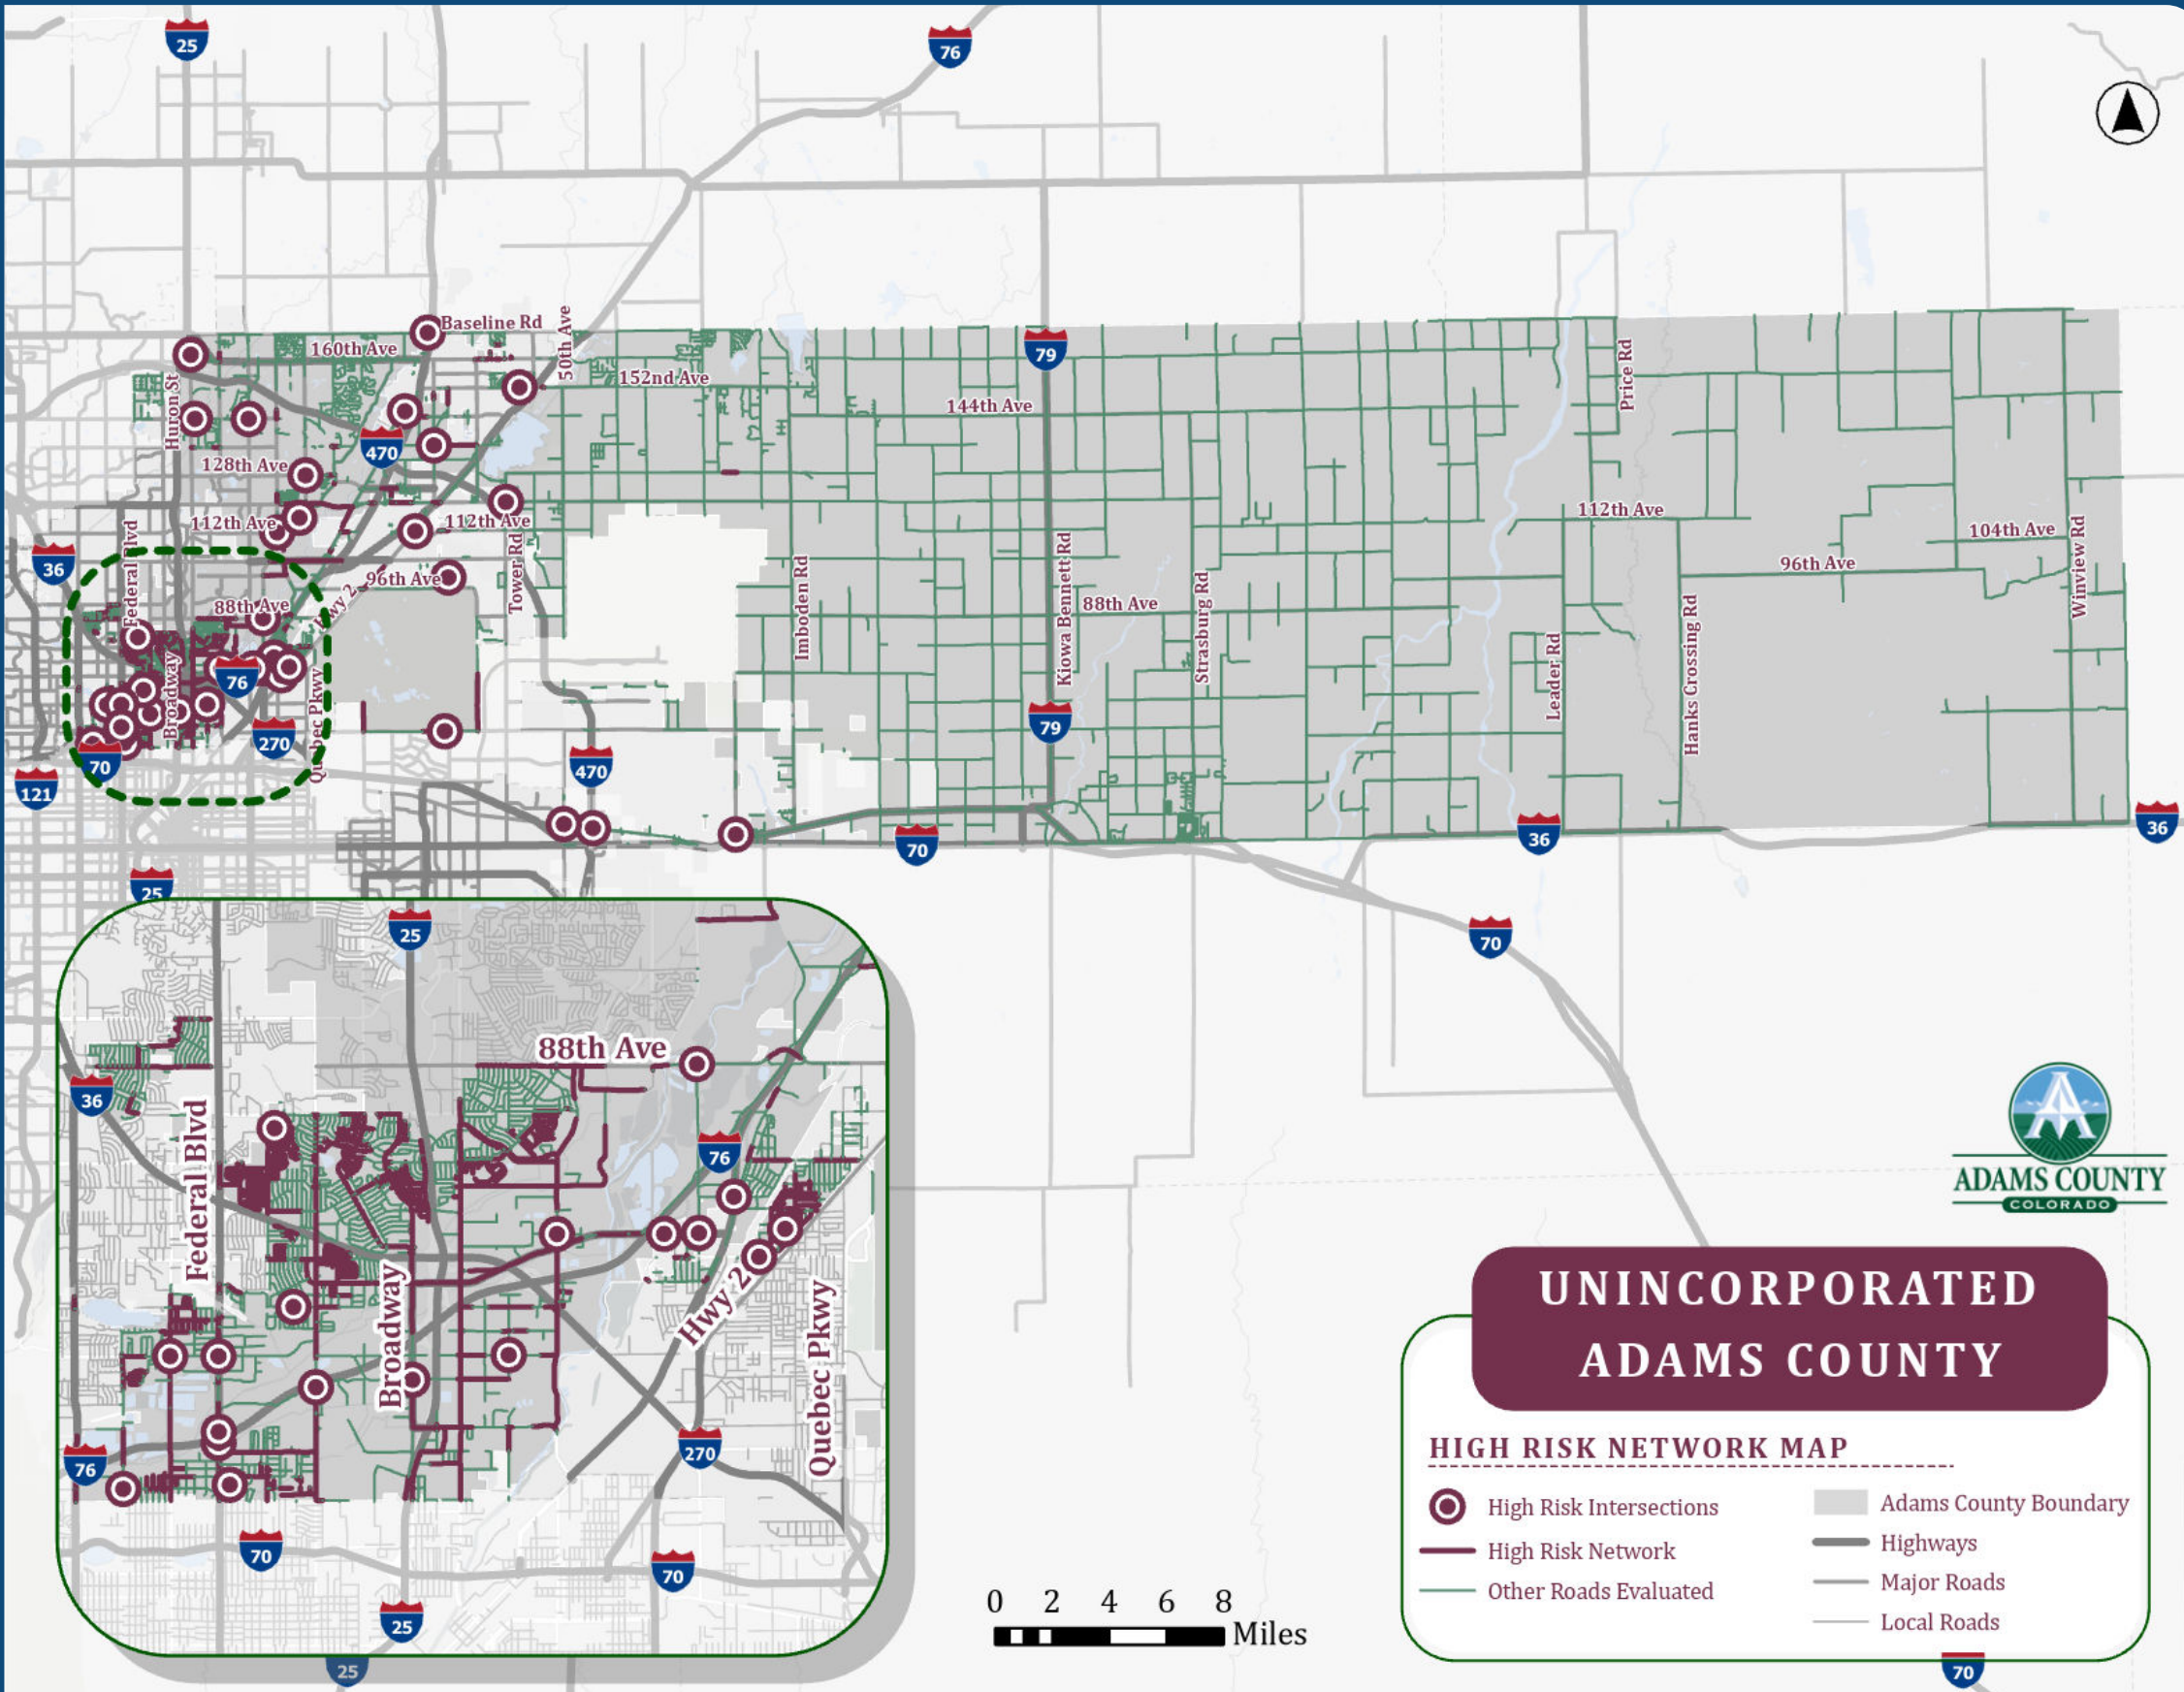 25
76
Baseline Rd
50th Ave
160th Ave
79
152nd Ave
Price Rd
Huron St
144th Ave
470
128th Ave
112th Ave
112th Ave
112th Ave
104th Ave
Winview Rd
Federal Blvd
36
96th Ave
Tower Rd
Imboden Rd
Kiowa Bennett Rd
96th Ave
88th Ave
Hwy 2
88th Ave
Strasburg Rd
Leader Rd
Hanks Crossing Rd
Broadway
76
Quebec Pkwy
270
79
70
121
470
36
36
70
25
70
25
88th Ave
36
Federal Blvd
76
Hwy 2
Broadway
Quebec Pkwy
76
270
70
70
25
25
ADAMS COUNTY
COLORADO
UNINCORPORATED
ADAMS COUNTY
HIGH RISK NETWORK MAP
High Risk Intersections
High Risk Network
Other Roads Evaluated
Adams County Boundary
Highways
Major Roads
Local Roads
0 2 4 6 8
Miles
70